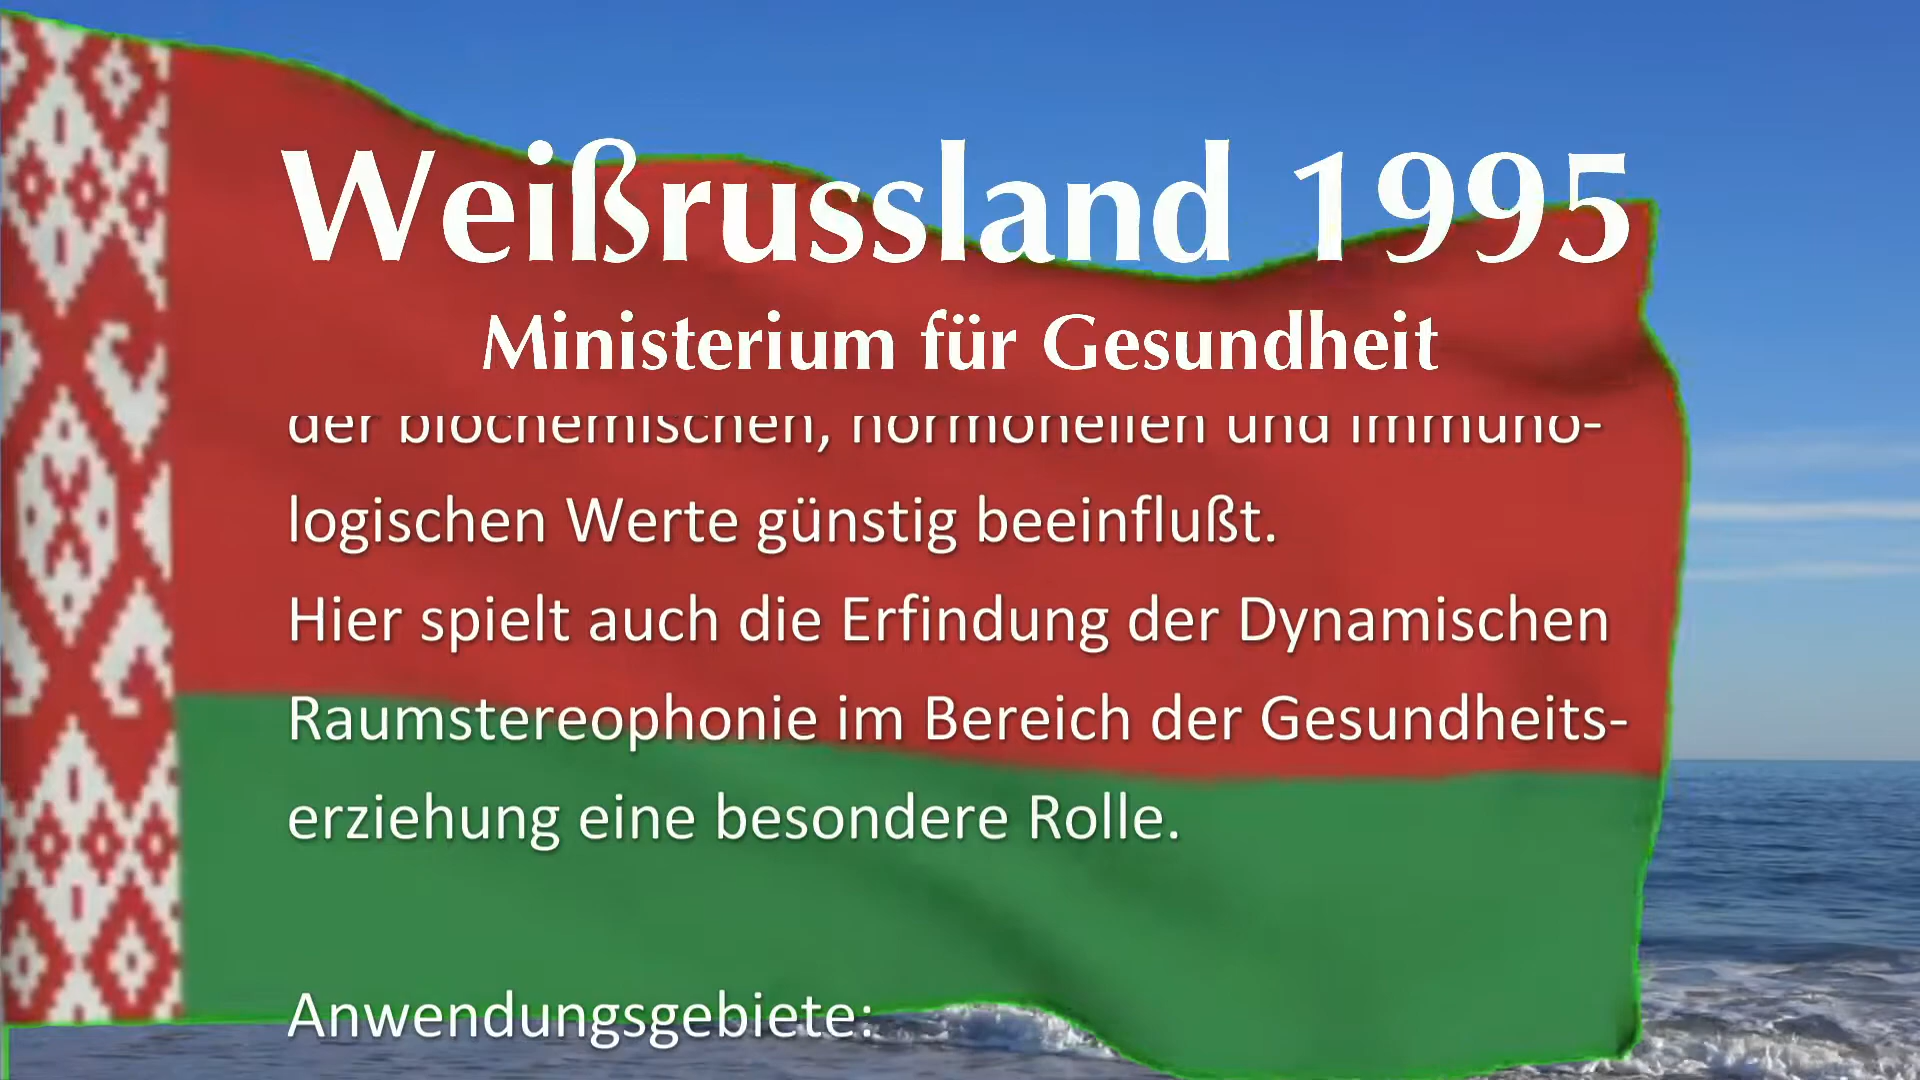 Weißrussland 1995
Ministerium für Gesundheit
der biochemischen, hormonellen und immuno-
logischen Werte günstig beeinflußt.
Hier spielt auch die Erfindung der Dynamischen
Raumstereophonie im Bereich der Gesundheits-
erziehung eine besondere Rolle.
Anwendungsgebiete: